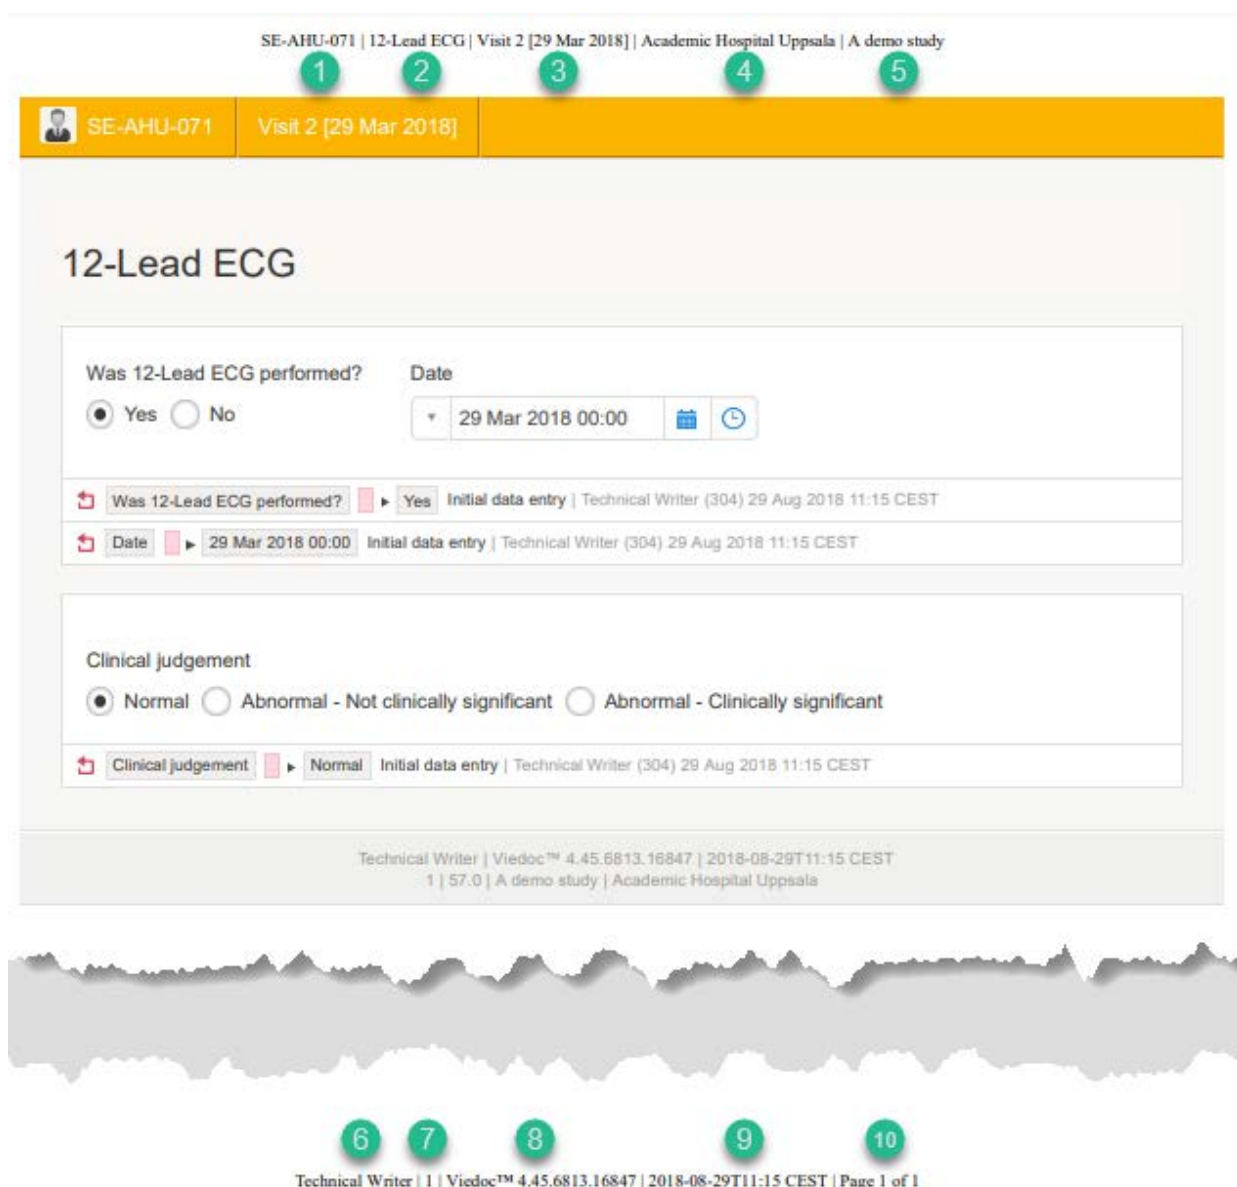 SE-AHU-071 | 12-Lead ECG | Visit 2 [29 Mar 2018] | Academic Hospital Uppsala | A demo study
1 2 3 4 5
SE-AHU-071 Visit 2 [29 Mar 2018]
12-Lead ECG
Was 12-Lead ECG performed? Date
Yes No 29 Mar 2018 00:00
Was 12-Lead ECG performed? ▸ Yes Initial data entry | Technical Writer (304) 29 Aug 2018 11:15 CEST
Date ▸ 29 Mar 2018 00:00 Initial data entry | Technical Writer (304) 29 Aug 2018 11:15 CEST
Clinical judgement
Normal Abnormal - Not clinically significant Abnormal - Clinically significant
Clinical judgement ▸ Normal Initial data entry | Technical Writer (304) 29 Aug 2018 11:15 CEST
Technical Writer | Viedoc™ 4.45.6813.16847 | 2018-08-29T11:15 CEST
1 | 57.0 | A demo study | Academic Hospital Uppsala
6 7 8 9 10
Technical Writer | 1 | Viedoc™ 4.45.6813.16847 | 2018-08-29T11:15 CEST | Page 1 of 1